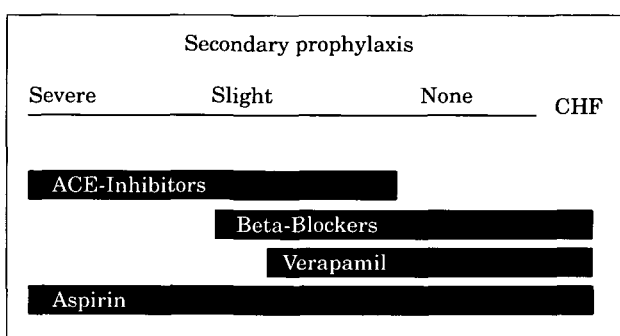 Secondary prophylaxis
Severe Slight None CHF
ACE-Inhibitors
Beta-Blockers
Verapamil
Aspirin